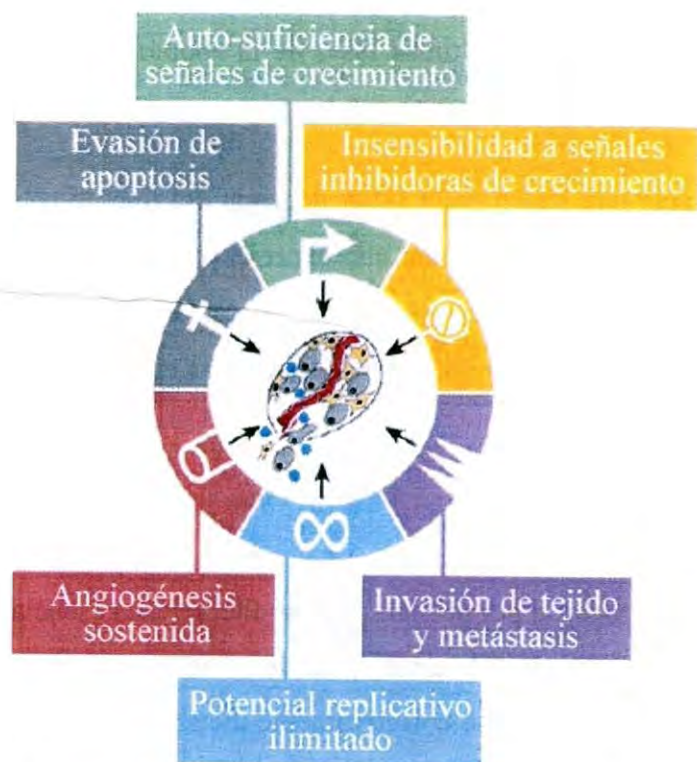 Auto-suficiencia de
señales de crecimiento
Evasión de
apoptosis
Insensibilidad a señales
inhibidoras de crecimiento
Angiogénesis
sostenida
Invasión de tejido
y metástasis
Potencial replicativo
ilimitado